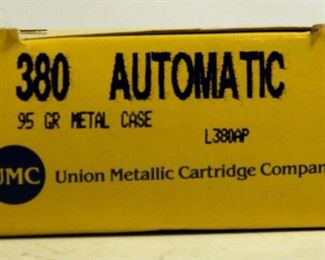 380 AUTOMATIC
95 GR METAL CASE
L380AP
UMC Union Metallic Cartridge Compan